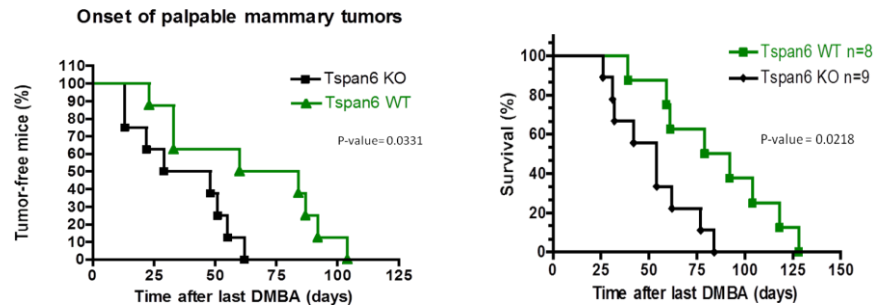 Onset of palpable mammary tumors
Tumor-free mice (%)
110
100
90
80
70
60
50
40
30
20
10
0
0 25 50 75 100 125
Time after last DMBA (days)
Tspan6 KO
Tspan6 WT
P-value= 0.0331
Survival (%)
100
80
60
40
20
0
0 25 50 75 100 125 150
Time after last DMBA (days)
Tspan6 WT n=8
Tspan6 KO n=9
P-value = 0.0218